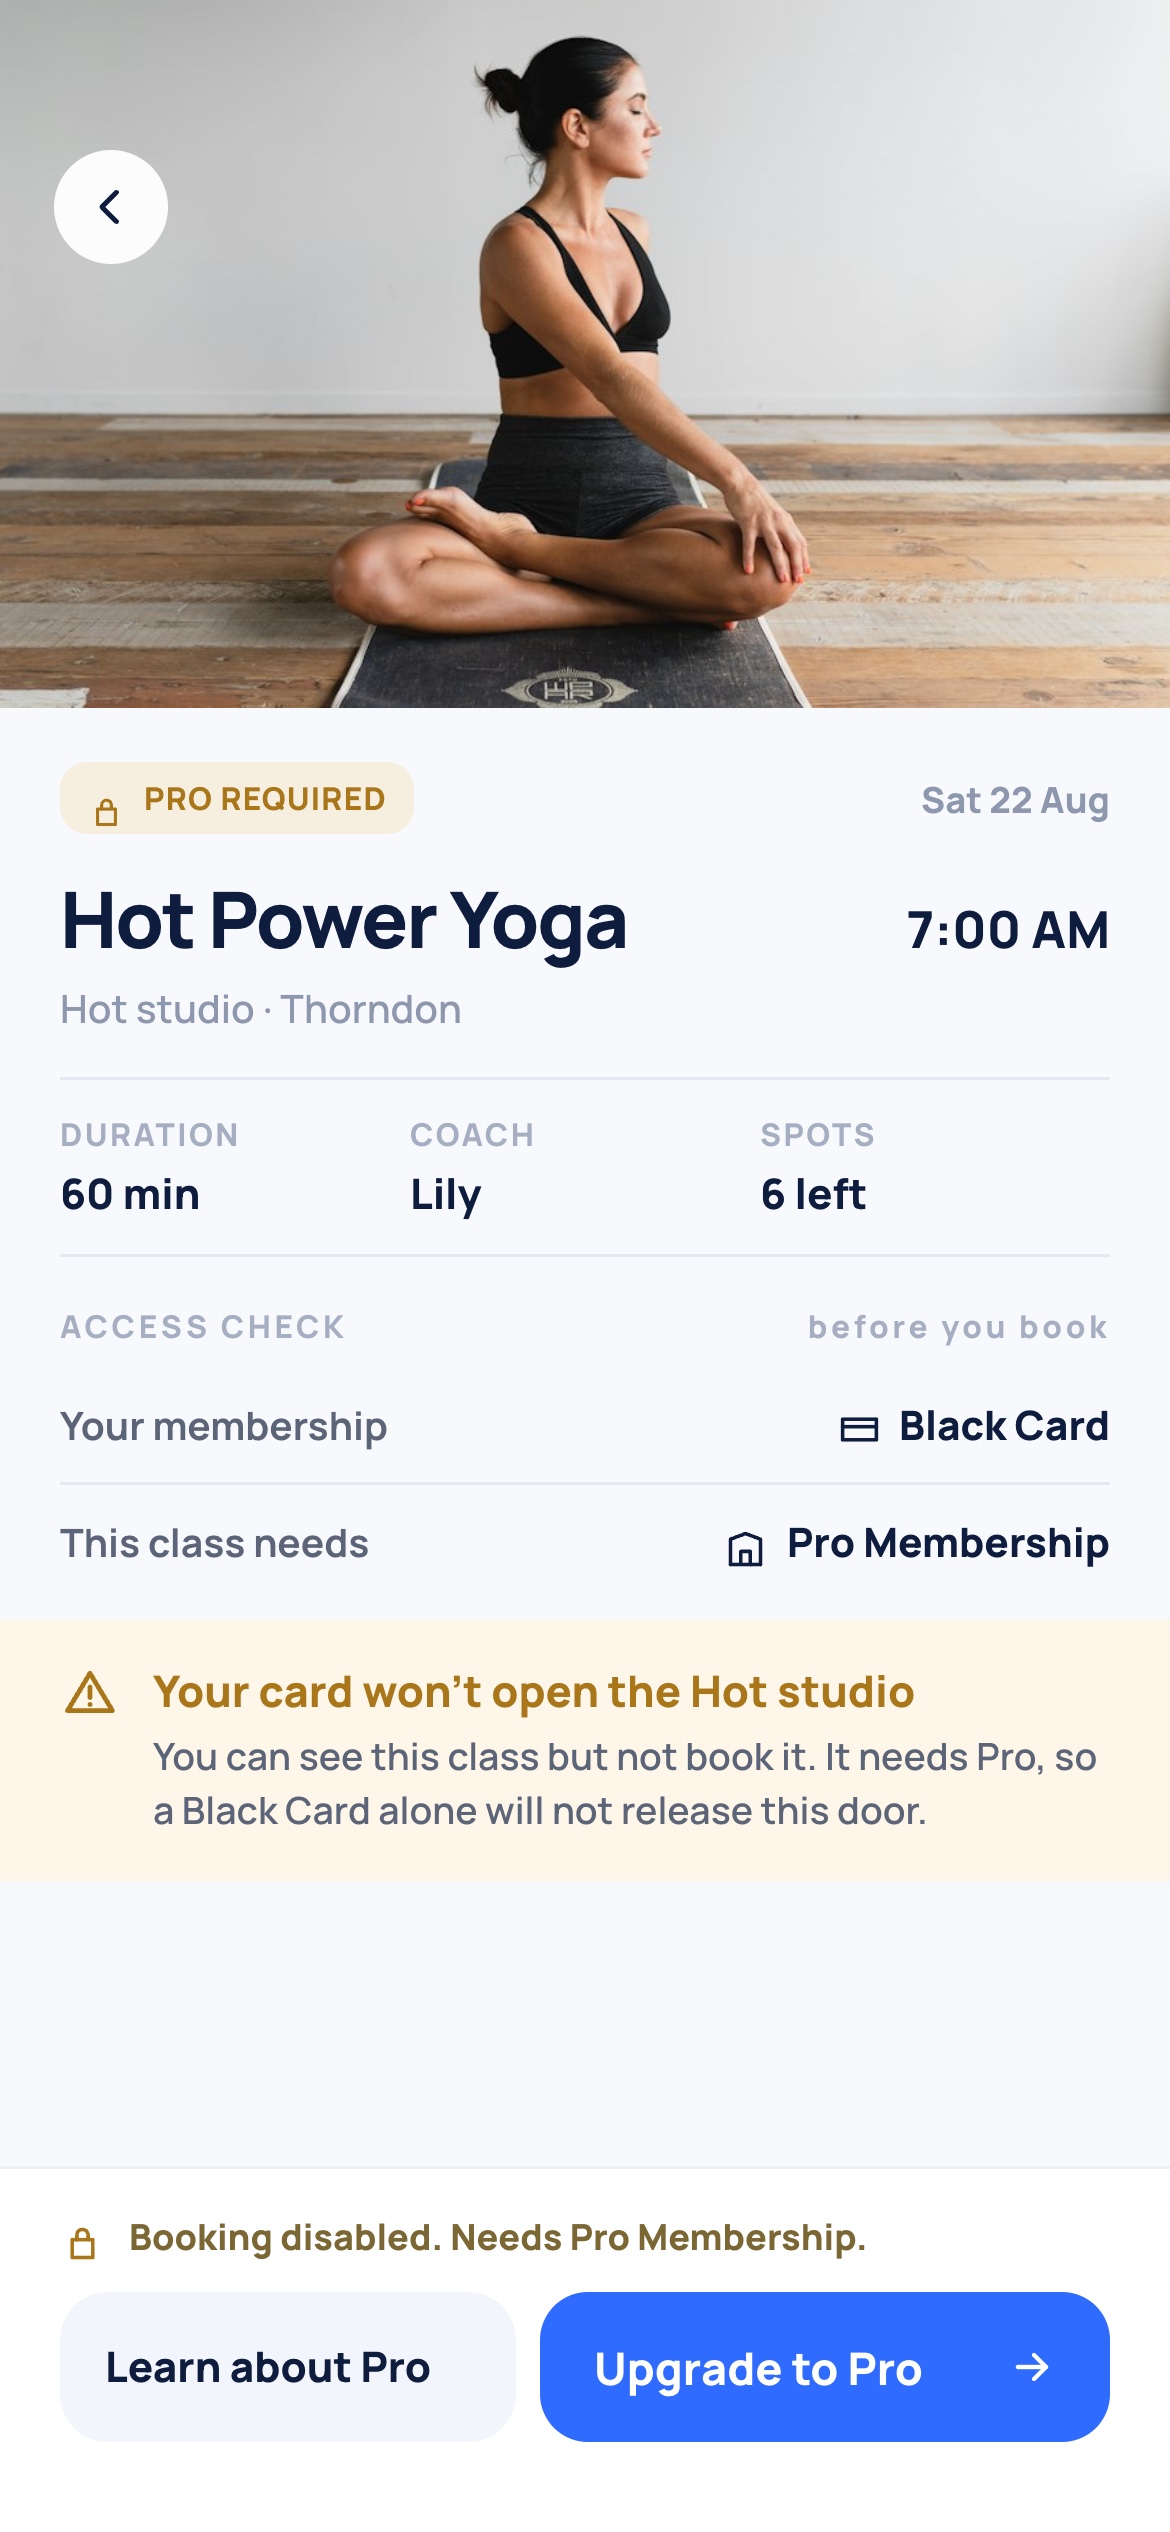 PRO REQUIRED
Sat 22 Aug
Hot Power Yoga
7:00 AM
Hot studio · Thorndon
DURATION
COACH
SPOTS
60 min
Lily
6 left
ACCESS CHECK
before you book
Your membership
Black Card
This class needs
Pro Membership
Your card won’t open the Hot studio
You can see this class but not book it. It needs Pro, so
a Black Card alone will not release this door.
Booking disabled. Needs Pro Membership.
Learn about Pro
Upgrade to Pro